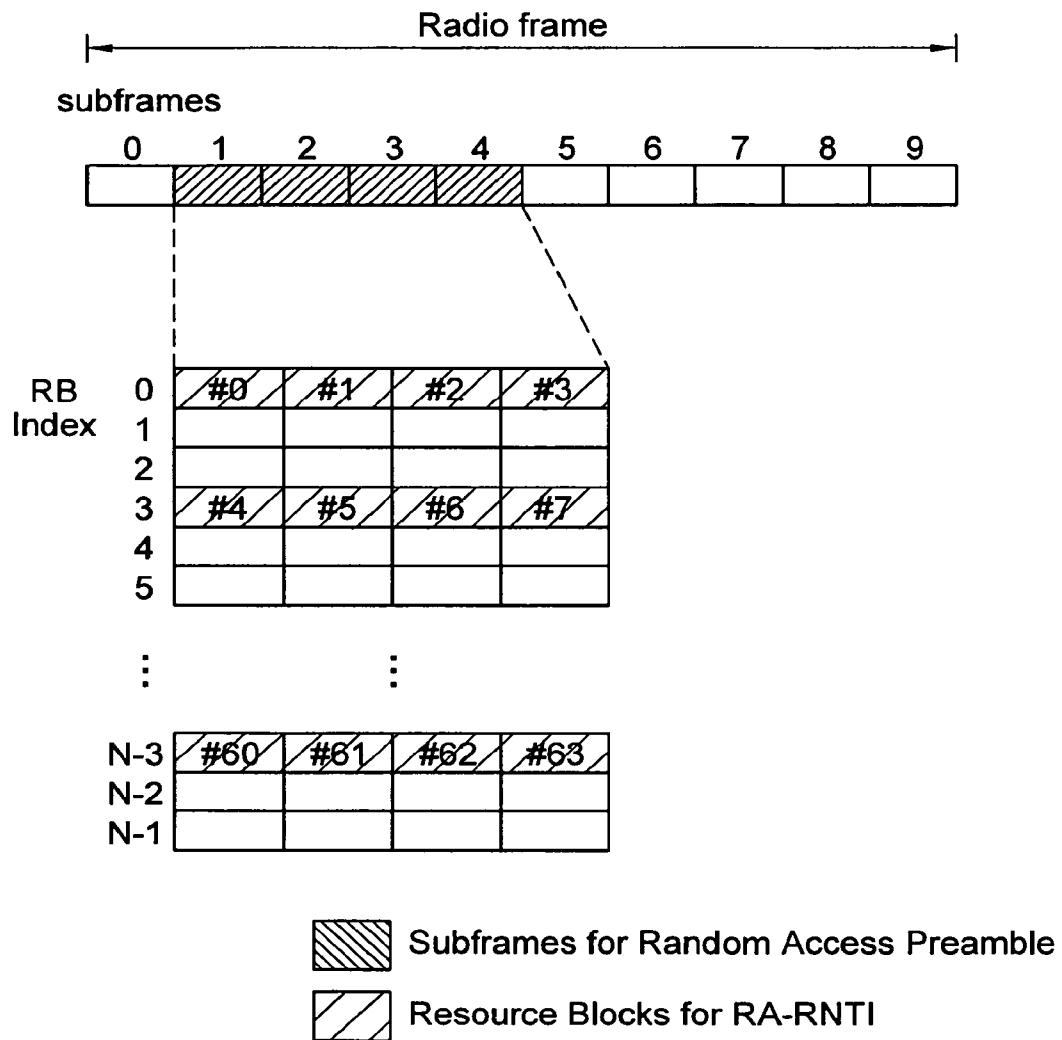 Radio frame
subframes
0 1 2 3 4 5 6 7 8 9
RB
Index
0 #0 #1 #2 #3
1
2
3 #4 #5 #6 #7
4
5
⋮ ⋮
N-3 #60 #61 #62 #63
N-2
N-1
Subframes for Random Access Preamble
Resource Blocks for RA-RNTI